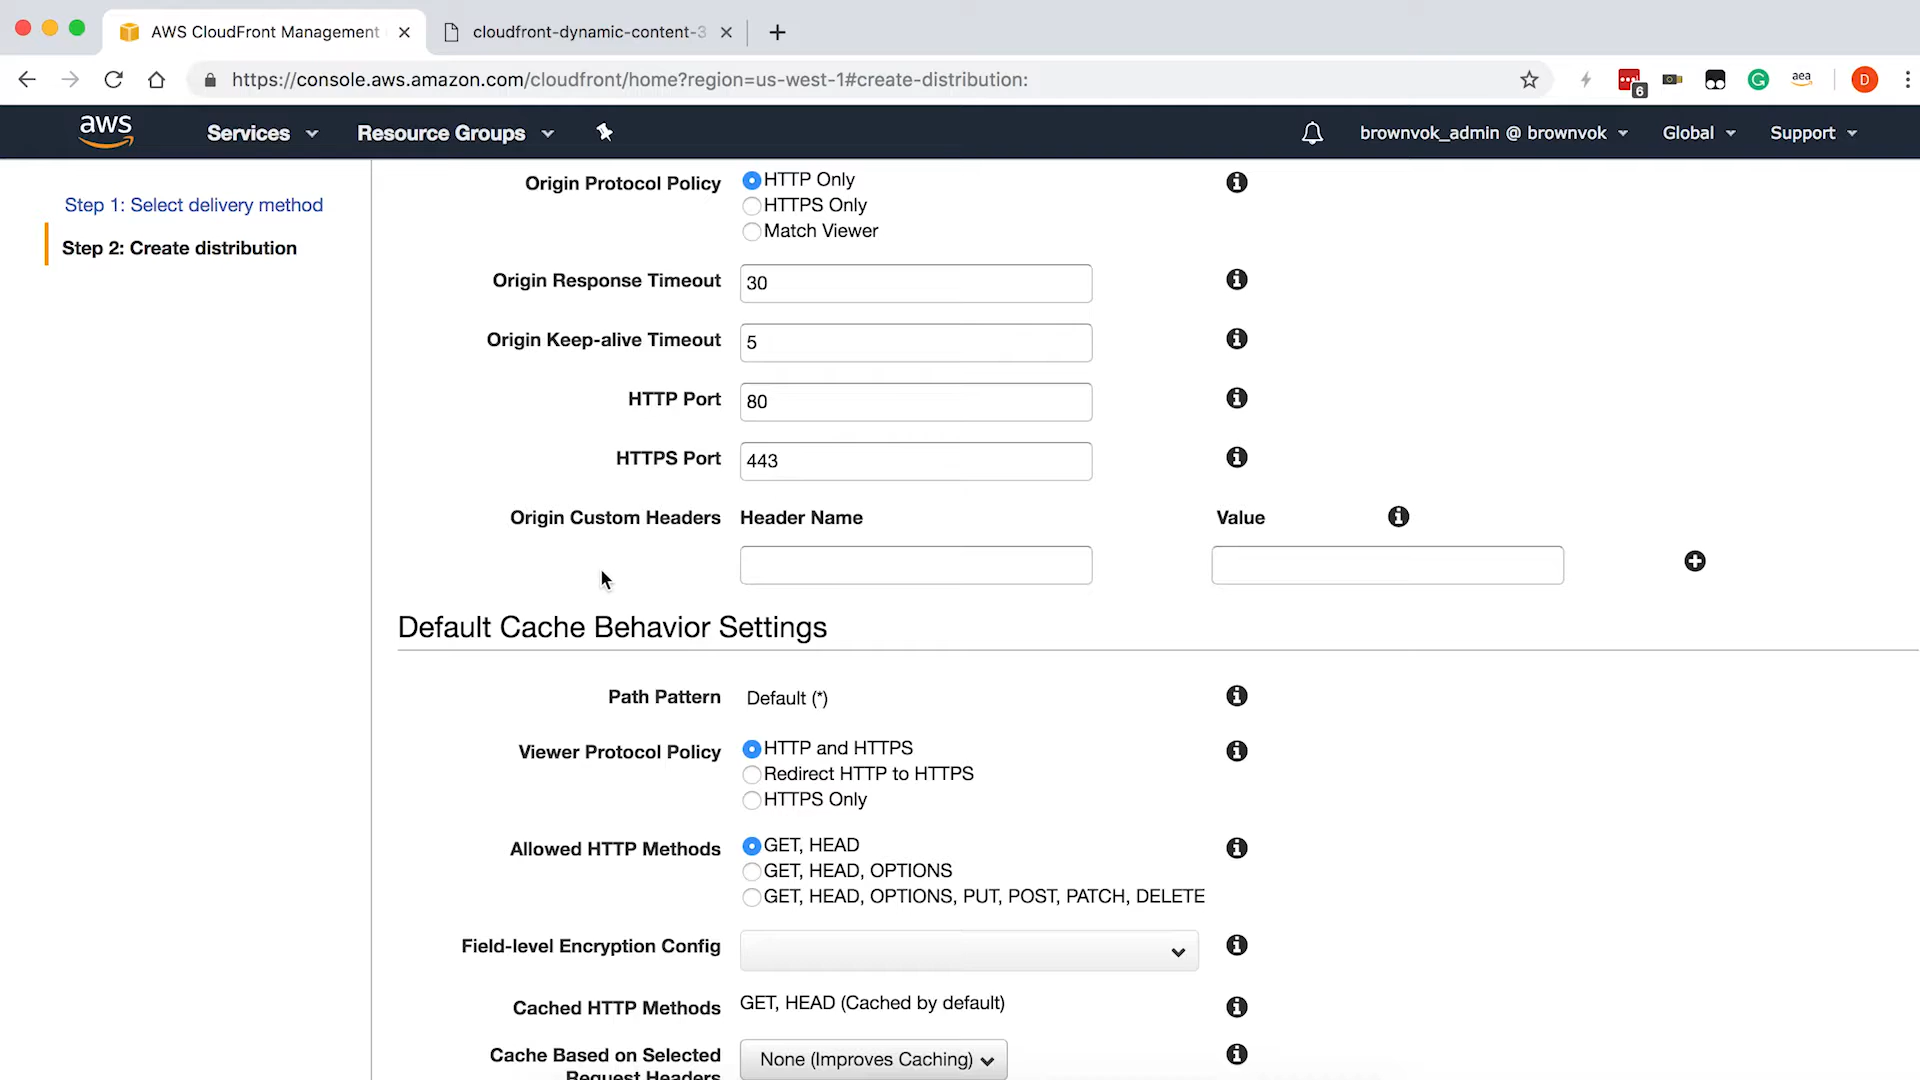 AWS CloudFront Management
cloudfront-dynamic-content-3
https://console.aws.amazon.com/cloudfront/home?region=us-west-1#create-distribution:
6
aea
D
aws
Services
Resource Groups
brownvok_admin @ brownvok
Global
Support
Step 1: Select delivery method
Step 2: Create distribution
Origin Protocol Policy
HTTP Only
HTTPS Only
Match Viewer
Origin Response Timeout
30
Origin Keep-alive Timeout
5
HTTP Port
80
HTTPS Port
443
Origin Custom Headers
Header Name
Value
Default Cache Behavior Settings
Path Pattern
Default (*)
Viewer Protocol Policy
HTTP and HTTPS
Redirect HTTP to HTTPS
HTTPS Only
Allowed HTTP Methods
GET, HEAD
GET, HEAD, OPTIONS
GET, HEAD, OPTIONS, PUT, POST, PATCH, DELETE
Field-level Encryption Config
Cached HTTP Methods
GET, HEAD (Cached by default)
Cache Based on Selected
Request Headers
None (Improves Caching)